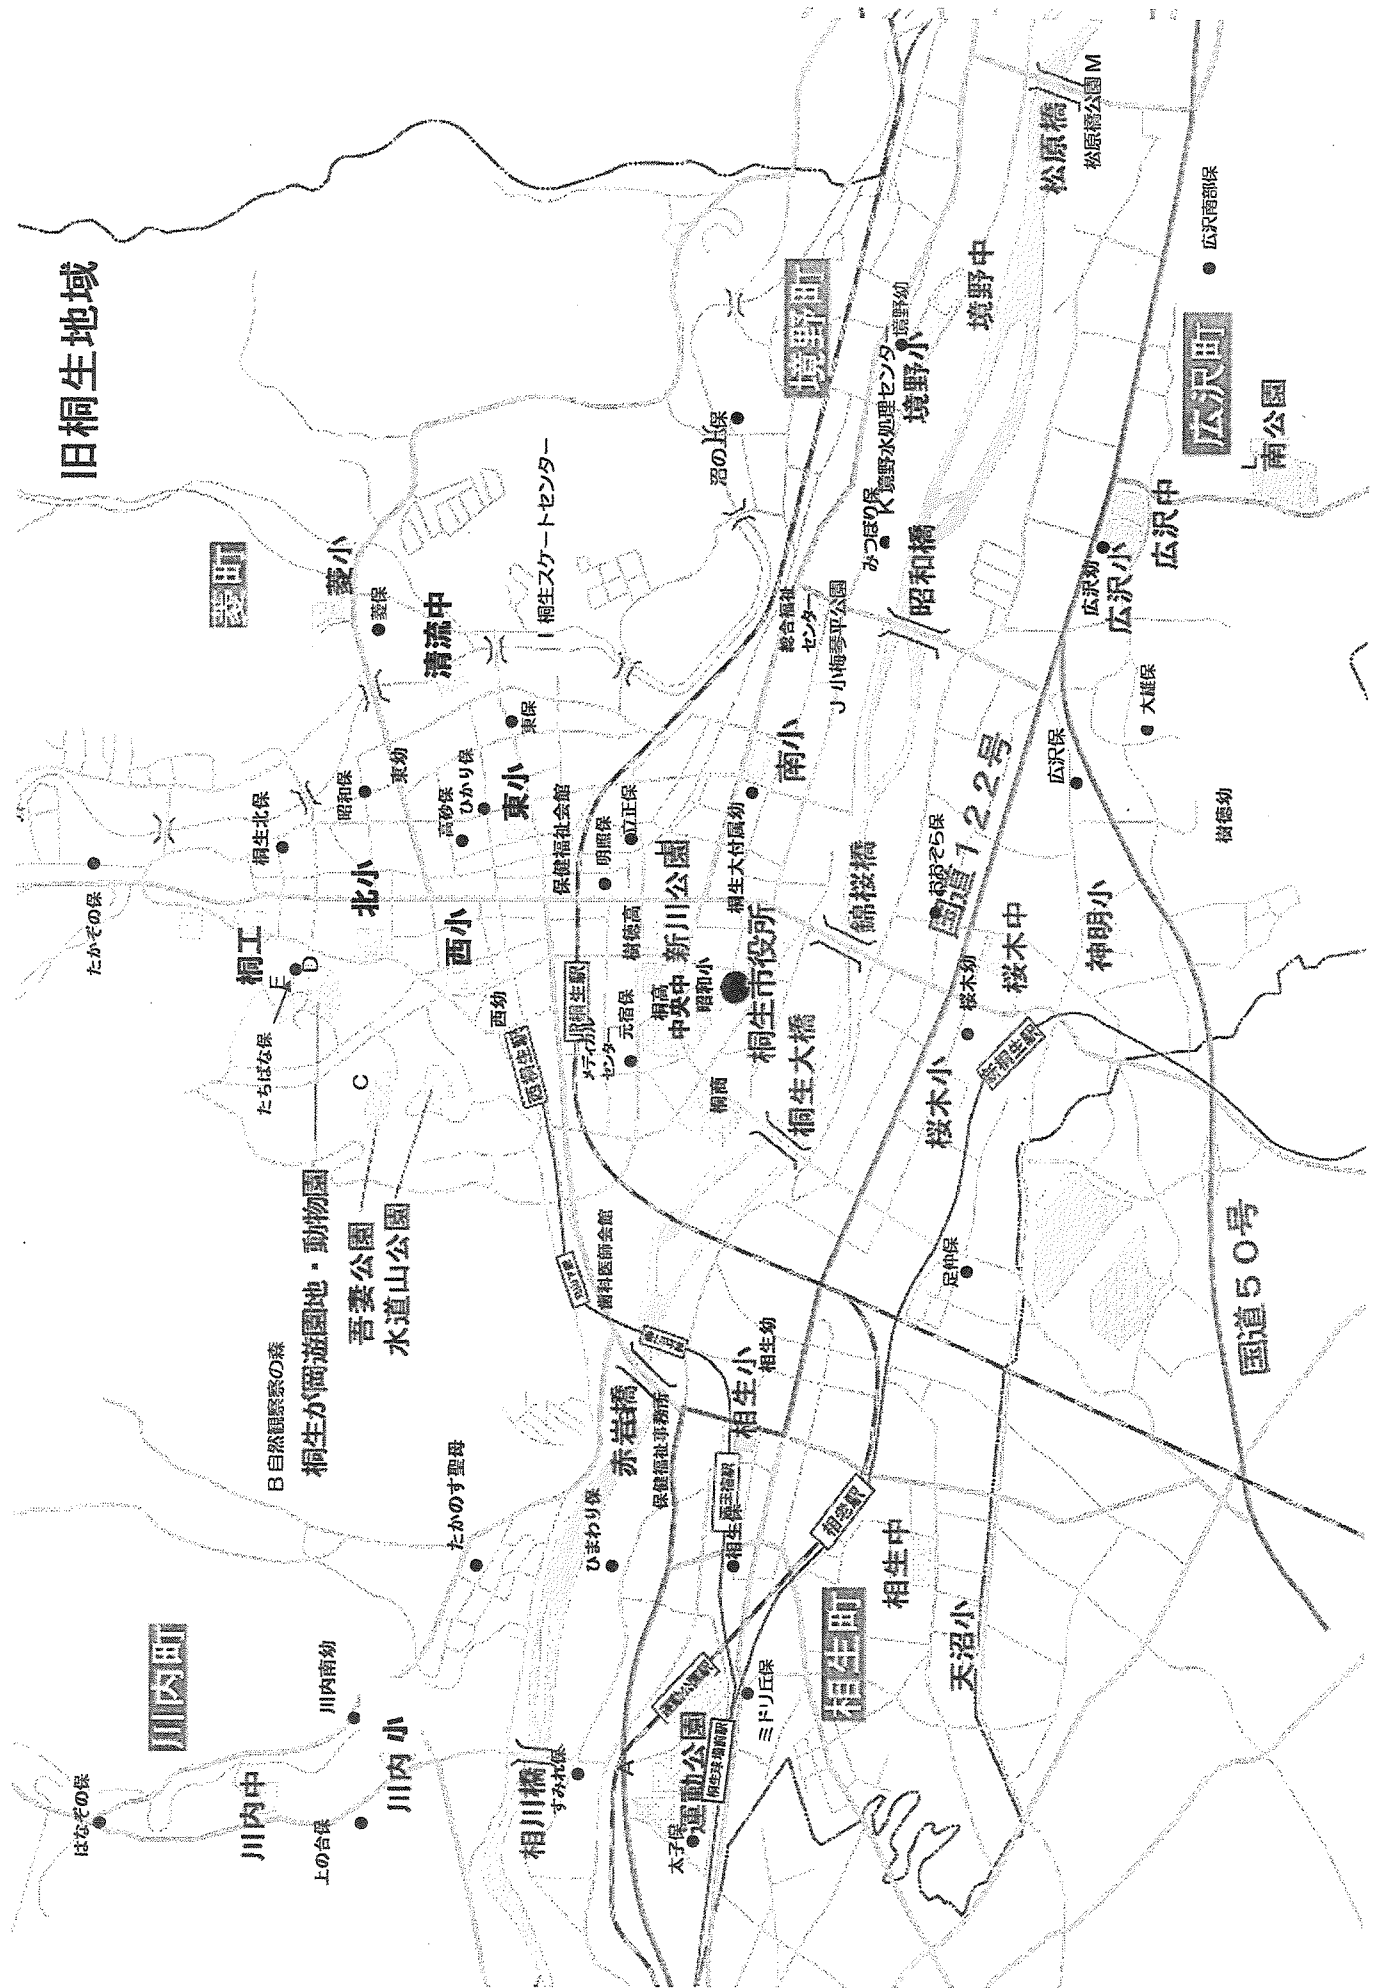 旧桐生地域
菱町
境野町
広沢町
川内町
相生町
菱小
菱保
清流中
I 桐生スケートセンター
沼の上保
境野幼
境野小
境野中
K 境野水処理センター
みつぼり保
昭和橋
松原橋
松原橋公園 M
広沢南部保
L
南公園
広沢中
広沢小
広沢幼
総合福祉
センター
J 小梅琴平公園
南小
大雄保
広沢保
樹徳幼
国道122号
おおぞら保
錦桜橋
神明小
桜木中
桜木幼
桜木小
新桐生駅
たかぞの保
桐生北保
昭和保
東幼
高砂保
ひかり保
東保
東小
保健福祉会館
明照保
立正保
桐生大付属幼
北小
西小
桐工
D
E
たちばな保
C
西幼
西桐生駅
桐生駅
樹徳高
新川公園
メディカル
センター
元宿保
桐高
中央中
昭和小
桐生市役所
桐商
桐生大橋
B 自然観察の森
桐生が岡遊園地・動物園
吾妻公園
水道山公園
歯科医師会館
足仲保
国道50号
赤岩橋
保健福祉事務所
相生小
相生幼
たかのす聖母
ひまわり保
相生保
相老駅
相生中
天沼小
川内南幼
川内小
川内中
はなぞの保
上の台保
相川橋
すみれ保
A
運動公園
太子保
ミドリ丘保